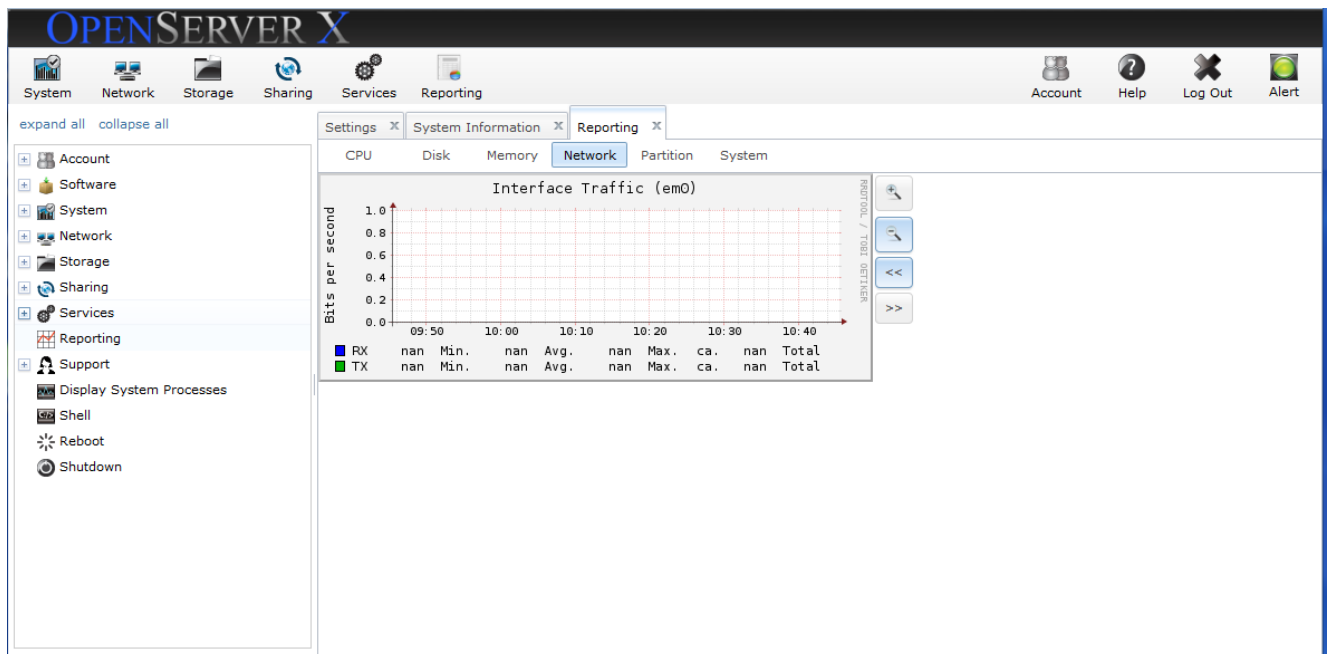 OPENSERVER X
System Network Storage Sharing Services Reporting Account Help Log Out Alert
expand all collapse all
Account
Software
System
Network
Storage
Sharing
Services
Reporting
Support
Display System Processes
Shell
Reboot
Shutdown
Settings X System Information X Reporting X
CPU Disk Memory Network Partition System
Interface Traffic (em0)
RRDTOOL / TOBI OETIKER
Bits per second
1.0
0.8
0.6
0.4
0.2
0.0
09:50 10:00 10:10 10:20 10:30 10:40
RX nan Min. nan Avg. nan Max. ca. nan Total
TX nan Min. nan Avg. nan Max. ca. nan Total
<<
>>